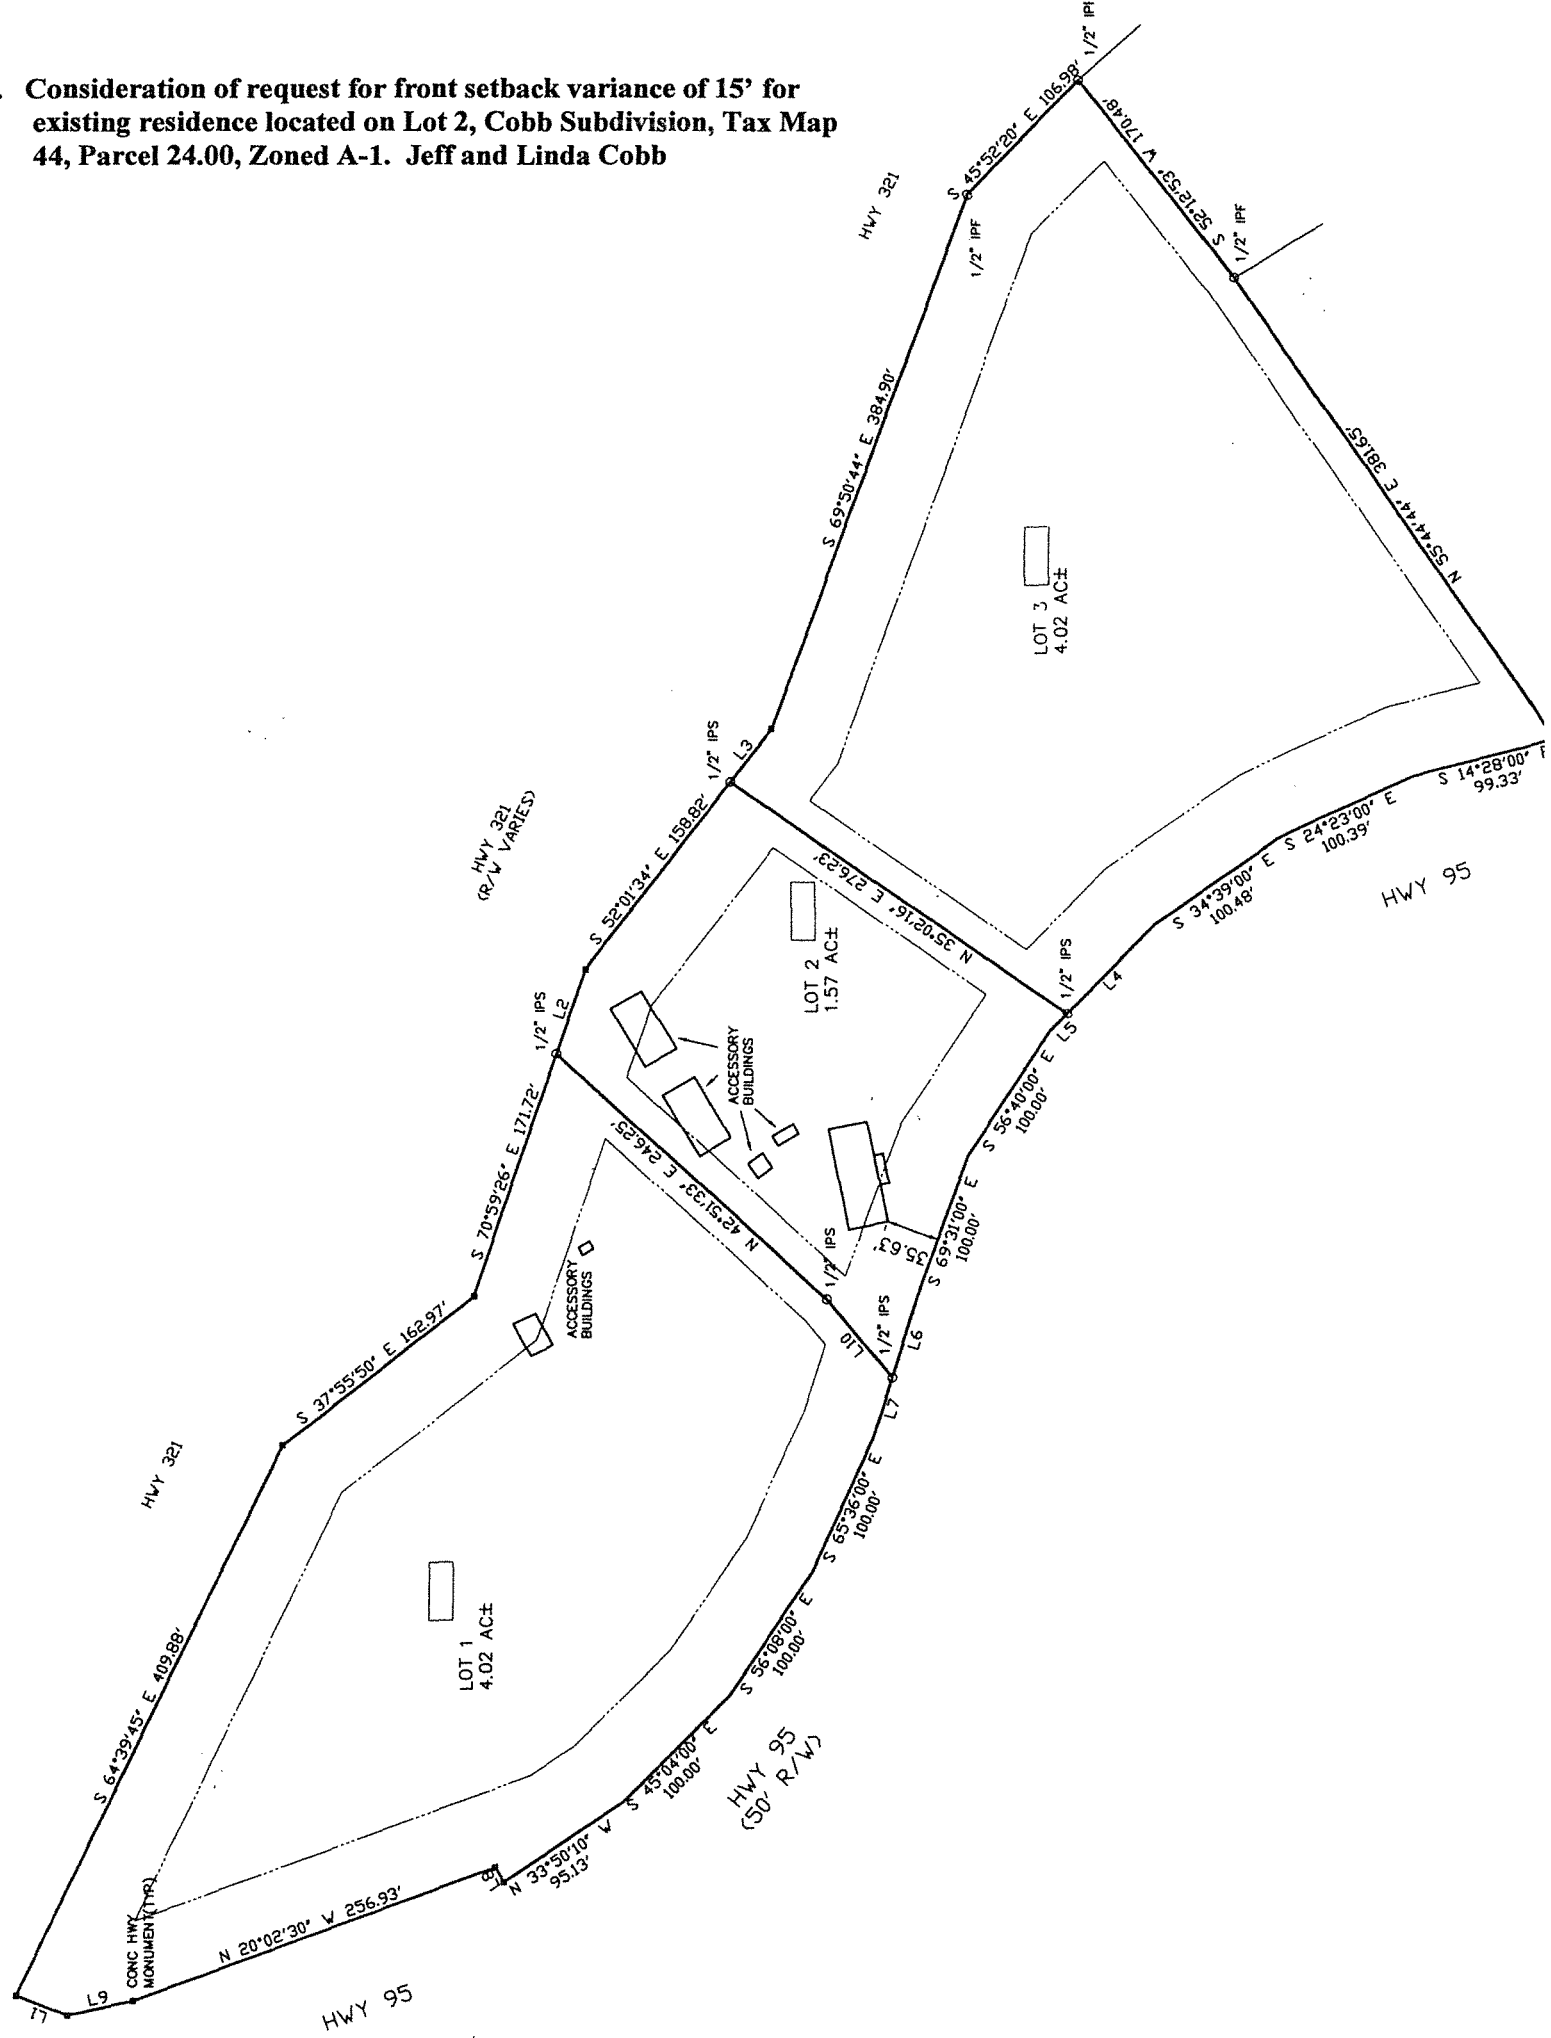 . Consideration of request for front setback variance of 15’ for
existing residence located on Lot 2, Cobb Subdivision, Tax Map
44, Parcel 24.00, Zoned A-1. Jeff and Linda Cobb
1/2" IPF
S 45°52'20" E 106.98'
S 52°12'53" W 170.48'
HWY 321
1/2" IPF
1/2" IPF
S 69°50'44" E 384.90'
N 55°44'44" E 381.65'
LOT 3
4.02 AC±
1/2" IPS
L3
S 14°28'00" E
99.33'
S 24°23'00" E
100.39'
HWY 95
S 34°39'00" E
100.48'
HWY 321
(R/W VARIES)
S 52°01'34" E 158.82'
N 35°02'16" E 276.23'
LOT 2
1.57 AC±
1/2" IPS
L4
L5
1/2" IPS
L2
ACCESSORY
BUILDINGS
S 56°40'00" E
100.00'
S 70°59'26" E 171.72'
N 42°51'33" E 246.25'
35.63'
S 69°31'00" E
100.00'
1/2" IPS
1/2" IPS
L6
L10
L7
ACCESSORY
BUILDINGS
S 37°55'50" E 162.97'
HWY 321
S 65°36'00" E
100.00'
LOT 1
4.02 AC±
S 56°08'00" E
100.00'
S 64°39'45" E 409.88'
S 45°04'00" E
100.00'
HWY 95
(50' R/W)
L8
N 33°50'10" W
95.13'
CONC HWY
MONUMENT(TYP)
N 20°02'30" W 256.93'
L9
L1
HWY 95